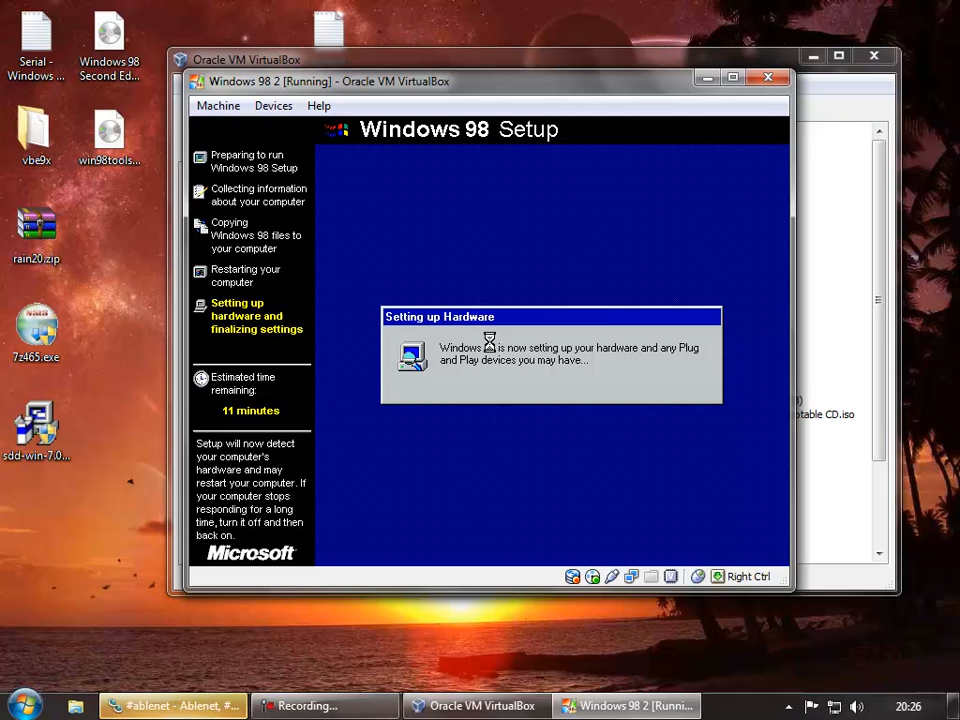 Serial -
Windows ...
Windows 98
Second Ed...
vbe9x
win98tools...
rain20.zip
NSIS
7z465.exe
sdd-win-7.0...
Oracle VM VirtualBox
Windows 98 2 [Running] - Oracle VM VirtualBox
Machine Devices Help
Windows 98 Setup
Preparing to run
Windows 98 Setup
Collecting information
about your computer
Copying
Windows 98 files to
your computer
Restarting your
computer
Setting up
hardware and
finalizing settings
Estimated time
remaining:
11 minutes
Setup will now detect
your computer's
hardware and may
restart your computer. If
your computer stops
responding for a long
time, turn it off and then
back on.
Microsoft
Setting up Hardware
Windows is now setting up your hardware and any Plug
and Play devices you may have...
otable CD.iso
Right Ctrl
#ablenet - Ablenet, #...
Recording...
Oracle VM VirtualBox
Windows 98 2 [Runni...
20:26